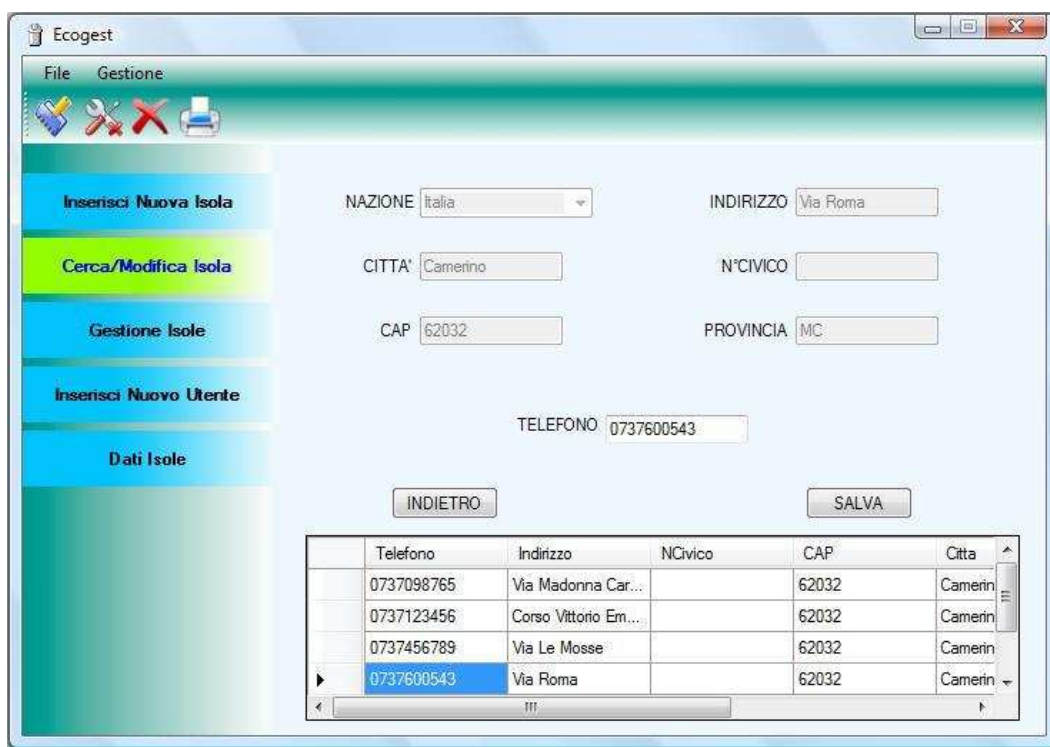 Ecogest
File Gestione
Inserisci Nuova Isola
Cerca/Modifica Isola
Gestione Isole
Inserisci Nuovo Utente
Dati Isole
NAZIONE Italia INDIRIZZO Via Roma
CITTA' Camerino N°CIVICO
CAP 62032 PROVINCIA MC
TELEFONO 0737600543
INDIETRO SALVA
Telefono Indirizzo NCivico CAP Citta
0737098765 Via Madonna Car... 62032 Camerin
0737123456 Corso Vittorio Em... 62032 Camerin
0737456789 Via Le Mosse 62032 Camerin
0737600543 Via Roma 62032 Camerin